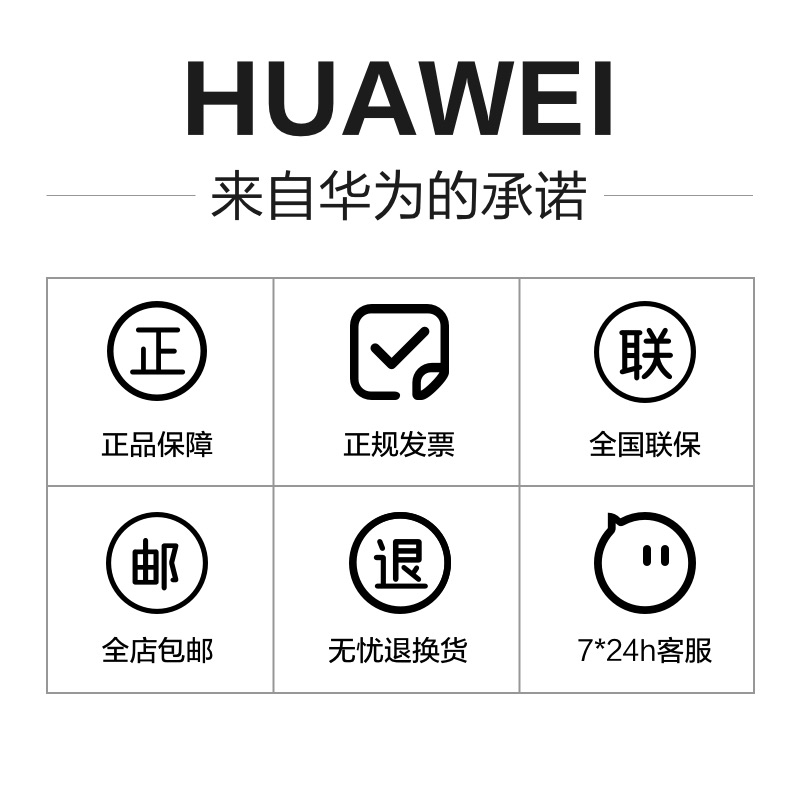 HUAWEI
来自华为的承诺
正
联
正品保障
正规发票
全国联保
邮
退
全店包邮
无忧退换货
7*24h客服